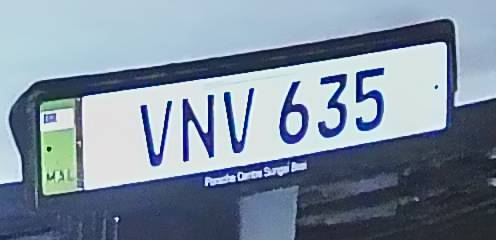 MAL
VNV 635
Porsche Centre Sungai Besi